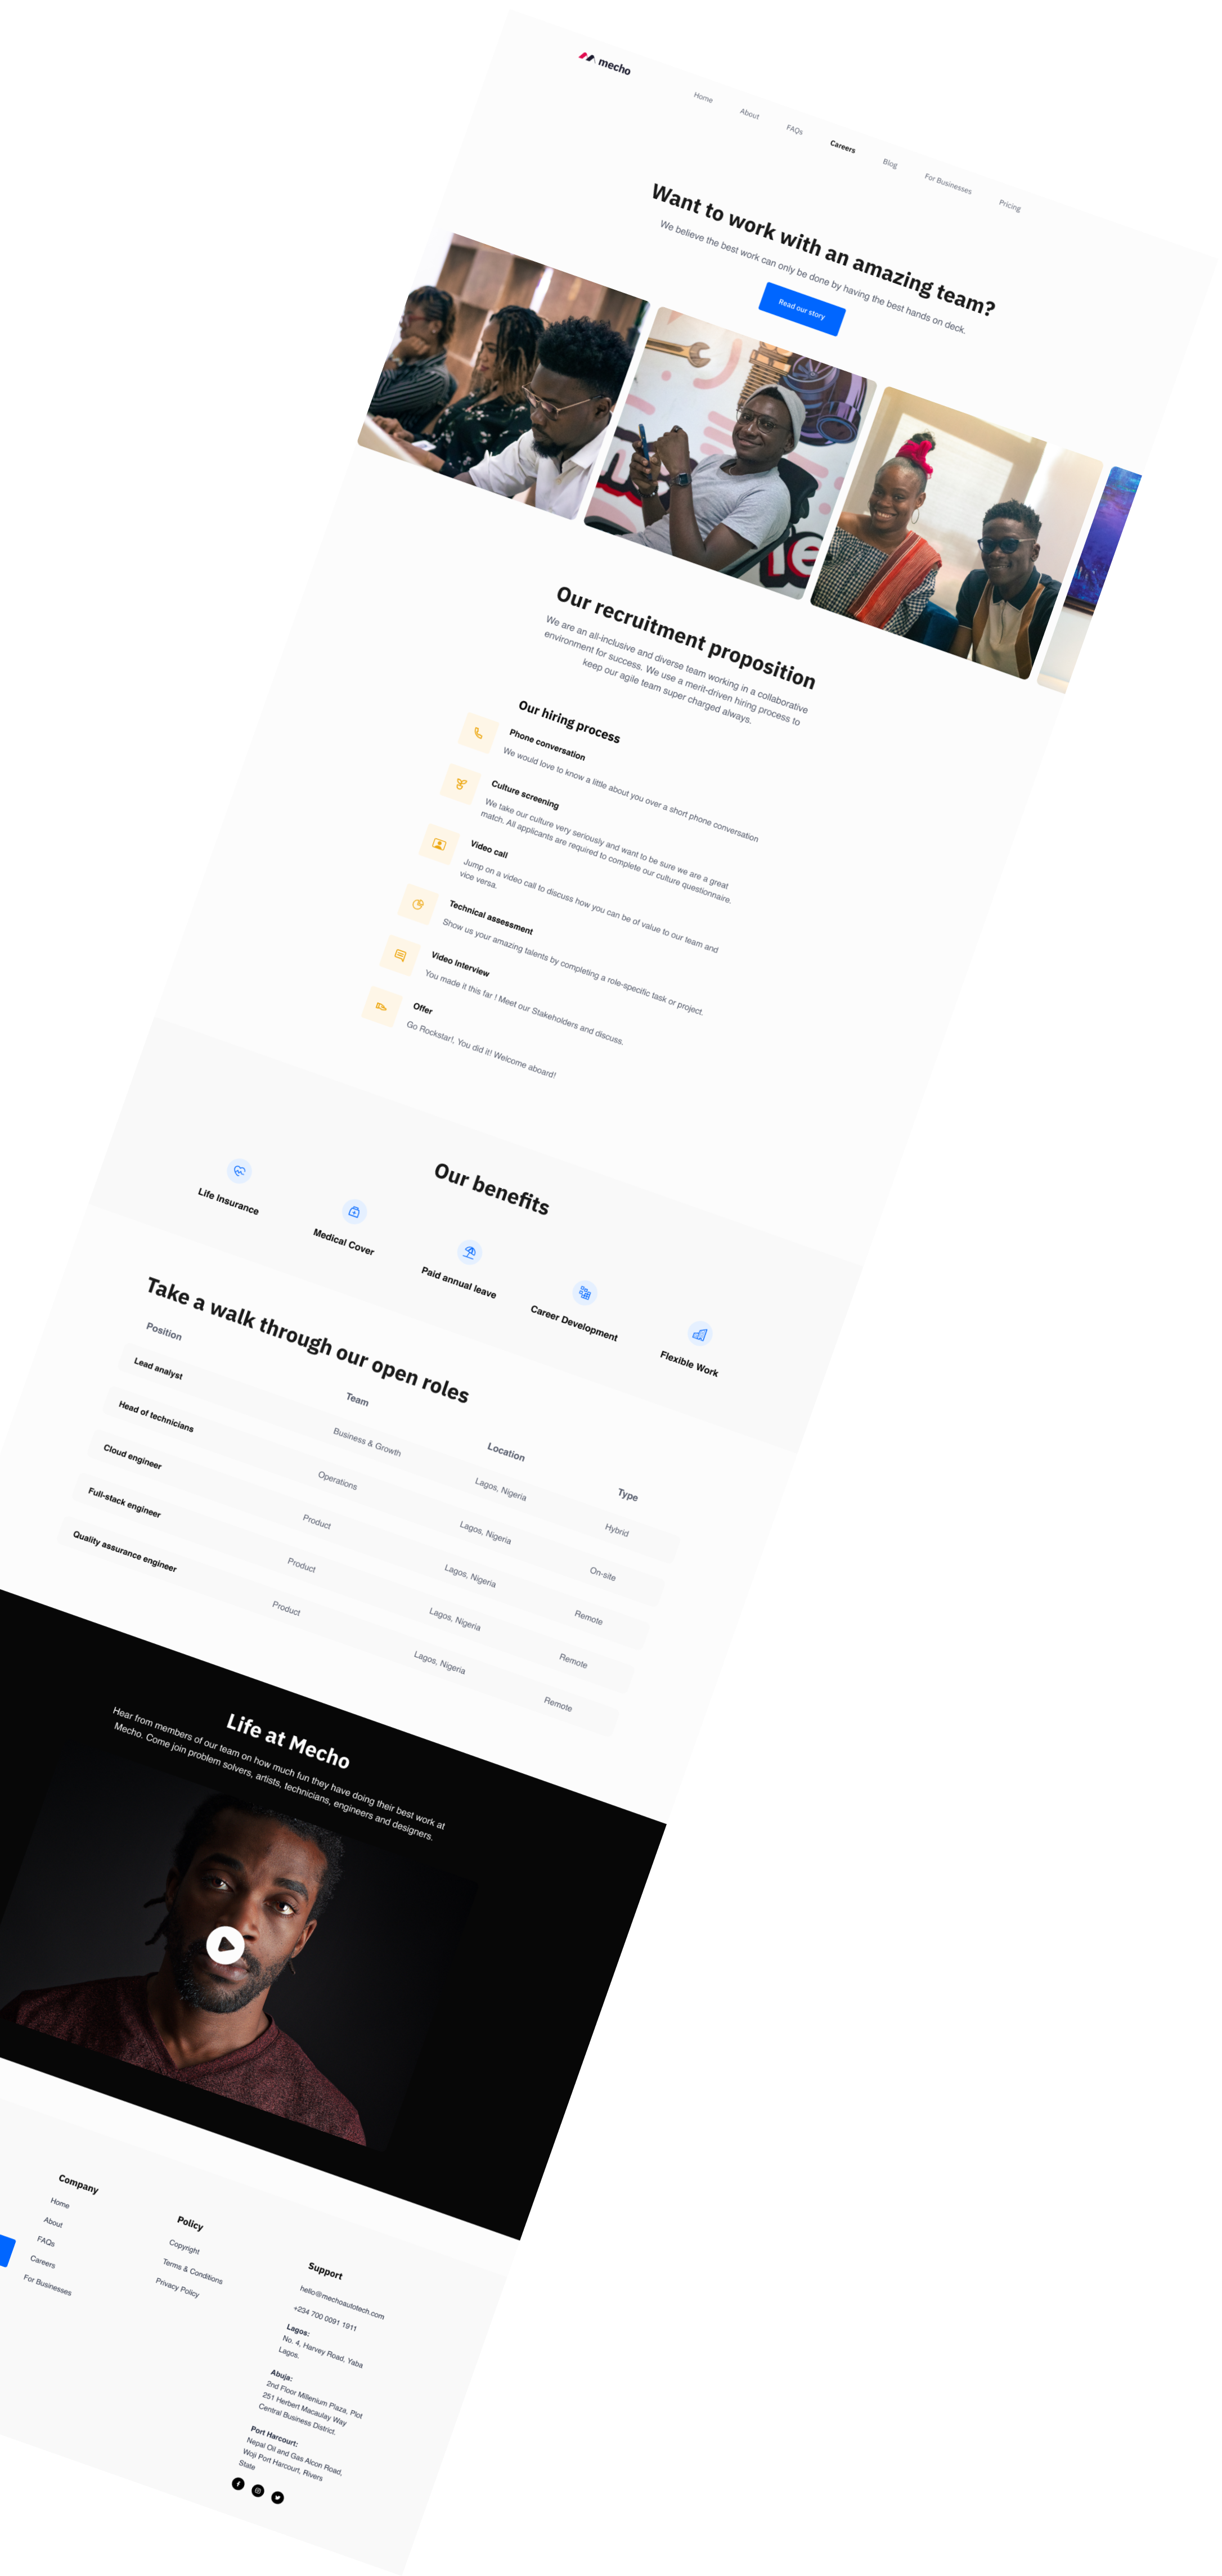 mecho
Home
About
FAQs
Careers
Blog
For Businesses
Pricing
Want to work with an amazing team?
We believe the best work can only be done by having the best hands on deck.
Read our story
Our recruitment proposition
We are an all-inclusive and diverse team working in a collaborative
environment for success. We use a merit-driven hiring process to
keep our agile team super charged always.
Our hiring process
Phone conversation
We would love to know a little about you over a short phone conversation
Culture screening
We take our culture very seriously and want to be sure we are a great
match. All applicants are required to complete our culture questionnaire.
Video call
Jump on a video call to discuss how you can be of value to our team and
vice versa.
Technical assessment
Show us your amazing talents by completing a role-specific task or project.
Video Interview
You made it this far ! Meet our Stakeholders and discuss.
Offer
Go Rockstar!, You did it! Welcome aboard!
Our benefits
Life Insurance
Medical Cover
Paid annual leave
Career Development
Flexible Work
Take a walk through our open roles
Position Team Location Type
Lead analyst Business & Growth Lagos, Nigeria Hybrid
Head of technicians Operations Lagos, Nigeria On-site
Cloud engineer Product Lagos, Nigeria Remote
Full-stack engineer Product Lagos, Nigeria Remote
Quality assurance engineer Product Lagos, Nigeria Remote
Life at Mecho
Hear from members of our team on how much fun they have doing their best work at
Mecho. Come join problem solvers, artists, technicians, engineers and designers.
Company
Home
About
FAQs
Careers
For Businesses
Policy
Copyright
Terms & Conditions
Privacy Policy
Support
hello@mechoautotech.com
+234 700 0091 1911
Lagos:
No. 4, Harvey Road, Yaba
Lagos.
Abuja:
2nd Floor Millenium Plaza, Plot
251 Herbert Macaulay Way
Central Business District.
Port Harcourt:
Nepal Oil and Gas Alcon Road,
Woji Port Harcourt, Rivers
State